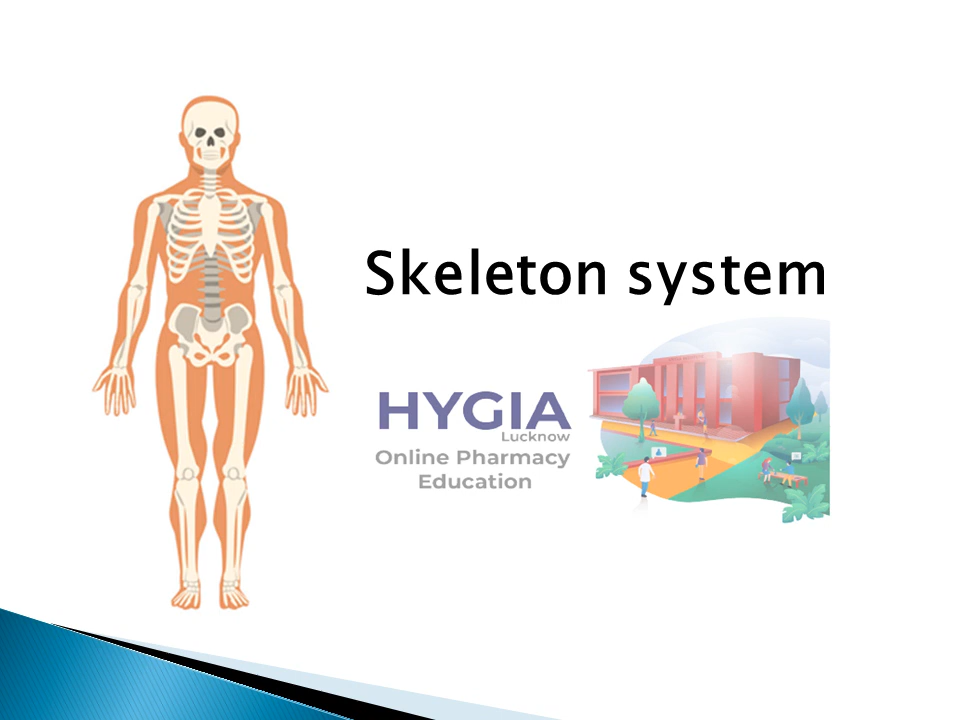 Skeleton system
HYGIA
Lucknow
Online Pharmacy
Education